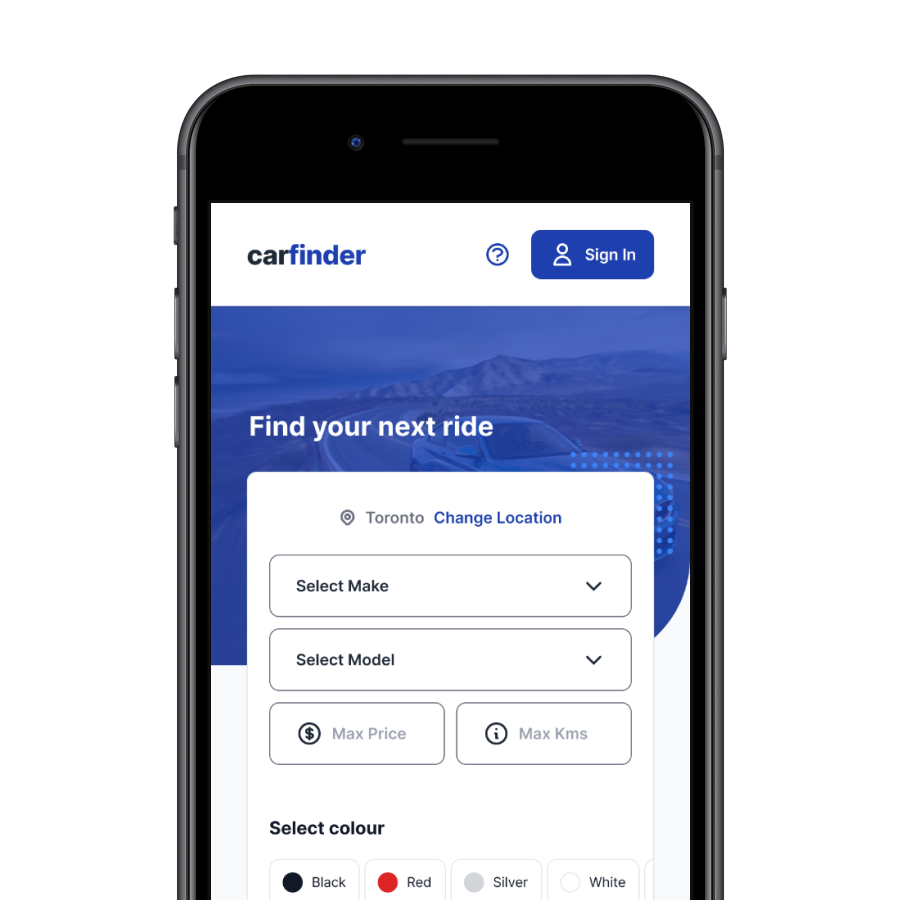 carfinder
Sign In
Find your next ride
Toronto Change Location
Select Make
Select Model
Max Price Max Kms
Select colour
Black Red Silver White